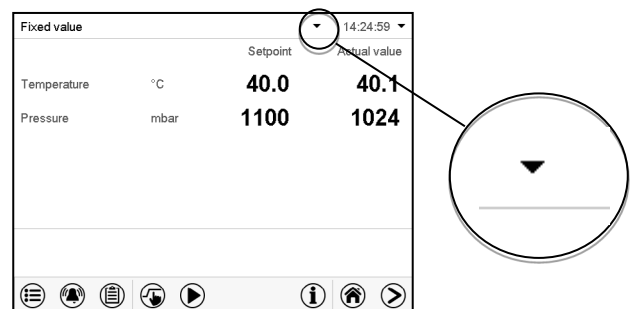 Fixed value 14:24:59
Setpoint Actual value
Temperature °C 40.0 40.1
Pressure mbar 1100 1024